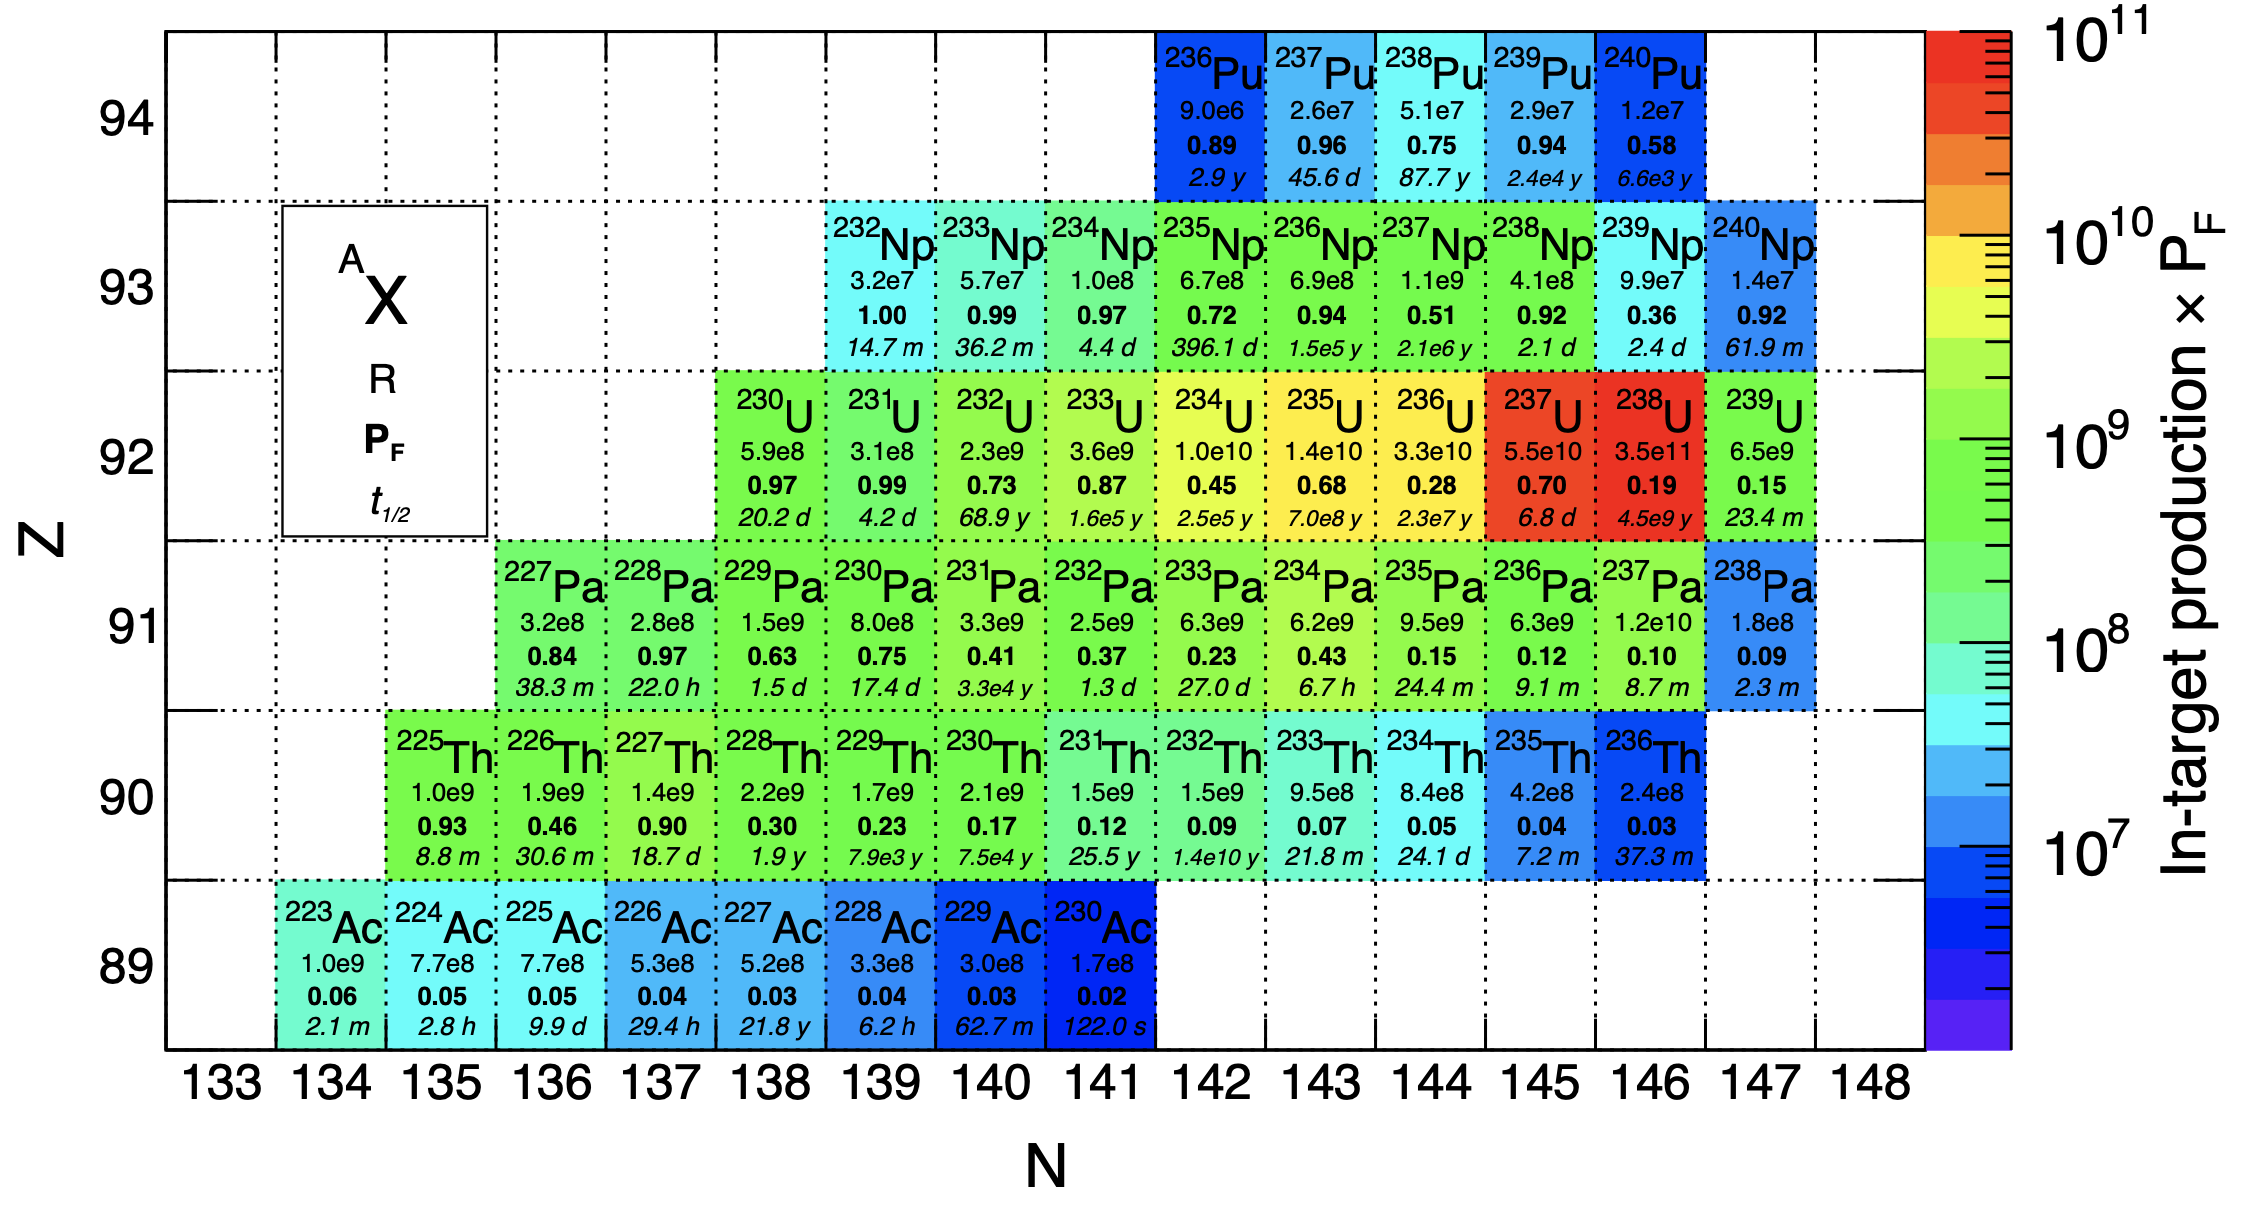 94
236Pu 237Pu 238Pu 239Pu 240Pu
9.0e6 2.6e7 5.1e7 2.9e7 1.2e7
0.89 0.96 0.75 0.94 0.58
2.9 y 45.6 d 87.7 y 2.4e4 y 6.6e3 y
93
232Np 233Np 234Np 235Np 236Np 237Np 238Np 239Np 240Np
3.2e7 5.7e7 1.0e8 6.7e8 6.9e8 1.1e9 4.1e8 9.9e7 1.4e7
1.00 0.99 0.97 0.72 0.94 0.51 0.92 0.36 0.92
14.7 m 36.2 m 4.4 d 396.1 d 1.5e5 y 2.1e6 y 2.1 d 2.4 d 61.9 m
A
X
R
PF
t1/2
92
230U 231U 232U 233U 234U 235U 236U 237U 238U 239U
5.9e8 3.1e8 2.3e9 3.6e9 1.0e10 1.4e10 3.3e10 5.5e10 3.5e11 6.5e9
0.97 0.99 0.73 0.87 0.45 0.68 0.28 0.70 0.19 0.15
20.2 d 4.2 d 68.9 y 1.6e5 y 2.5e5 y 7.0e8 y 2.3e7 y 6.8 d 4.5e9 y 23.4 m
91
227Pa 228Pa 229Pa 230Pa 231Pa 232Pa 233Pa 234Pa 235Pa 236Pa 237Pa 238Pa
3.2e8 2.8e8 1.5e9 8.0e8 3.3e9 2.5e9 6.3e9 6.2e9 9.5e9 6.3e9 1.2e10 1.8e8
0.84 0.97 0.63 0.75 0.41 0.37 0.23 0.43 0.15 0.12 0.10 0.09
38.3 m 22.0 h 1.5 d 17.4 d 3.3e4 y 1.3 d 27.0 d 6.7 h 24.4 m 9.1 m 8.7 m 2.3 m
90
225Th 226Th 227Th 228Th 229Th 230Th 231Th 232Th 233Th 234Th 235Th 236Th
1.0e9 1.9e9 1.4e9 2.2e9 1.7e9 2.1e9 1.5e9 1.5e9 9.5e8 8.4e8 4.2e8 2.4e8
0.93 0.46 0.90 0.30 0.23 0.17 0.12 0.09 0.07 0.05 0.04 0.03
8.8 m 30.6 m 18.7 d 1.9 y 7.9e3 y 7.5e4 y 25.5 y 1.4e10 y 21.8 m 24.1 d 7.2 m 37.3 m
89
223Ac 224Ac 225Ac 226Ac 227Ac 228Ac 229Ac 230Ac
1.0e9 7.7e8 7.7e8 5.3e8 5.2e8 3.3e8 3.0e8 1.7e8
0.06 0.05 0.05 0.04 0.03 0.04 0.03 0.02
2.1 m 2.8 h 9.9 d 29.4 h 21.8 y 6.2 h 62.7 m 122.0 s
133 134 135 136 137 138 139 140 141 142 143 144 145 146 147 148
N
Z
10^11
10^10
10^9
10^8
10^7
In-target production × PF